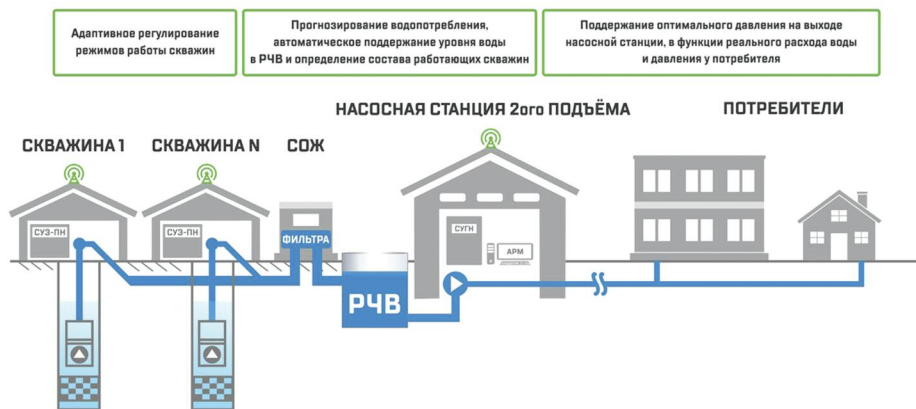 Адаптивное регулирование
режимов работы скважин
Прогнозирование водопотребления,
автоматическое поддержание уровня воды
в РЧВ и определение состава работающих скважин
Поддержание оптимального давления на выходе
насосной станции, в функции реального расхода воды
и давления у потребителя
НАСОСНАЯ СТАНЦИЯ 2ого ПОДЪЁМА
ПОТРЕБИТЕЛИ
СКВАЖИНА 1
СКВАЖИНА N
СОЖ
СУЗ-ПН
СУЗ-ПН
ФИЛЬТРА
СУГН
АРМ
РЧВ